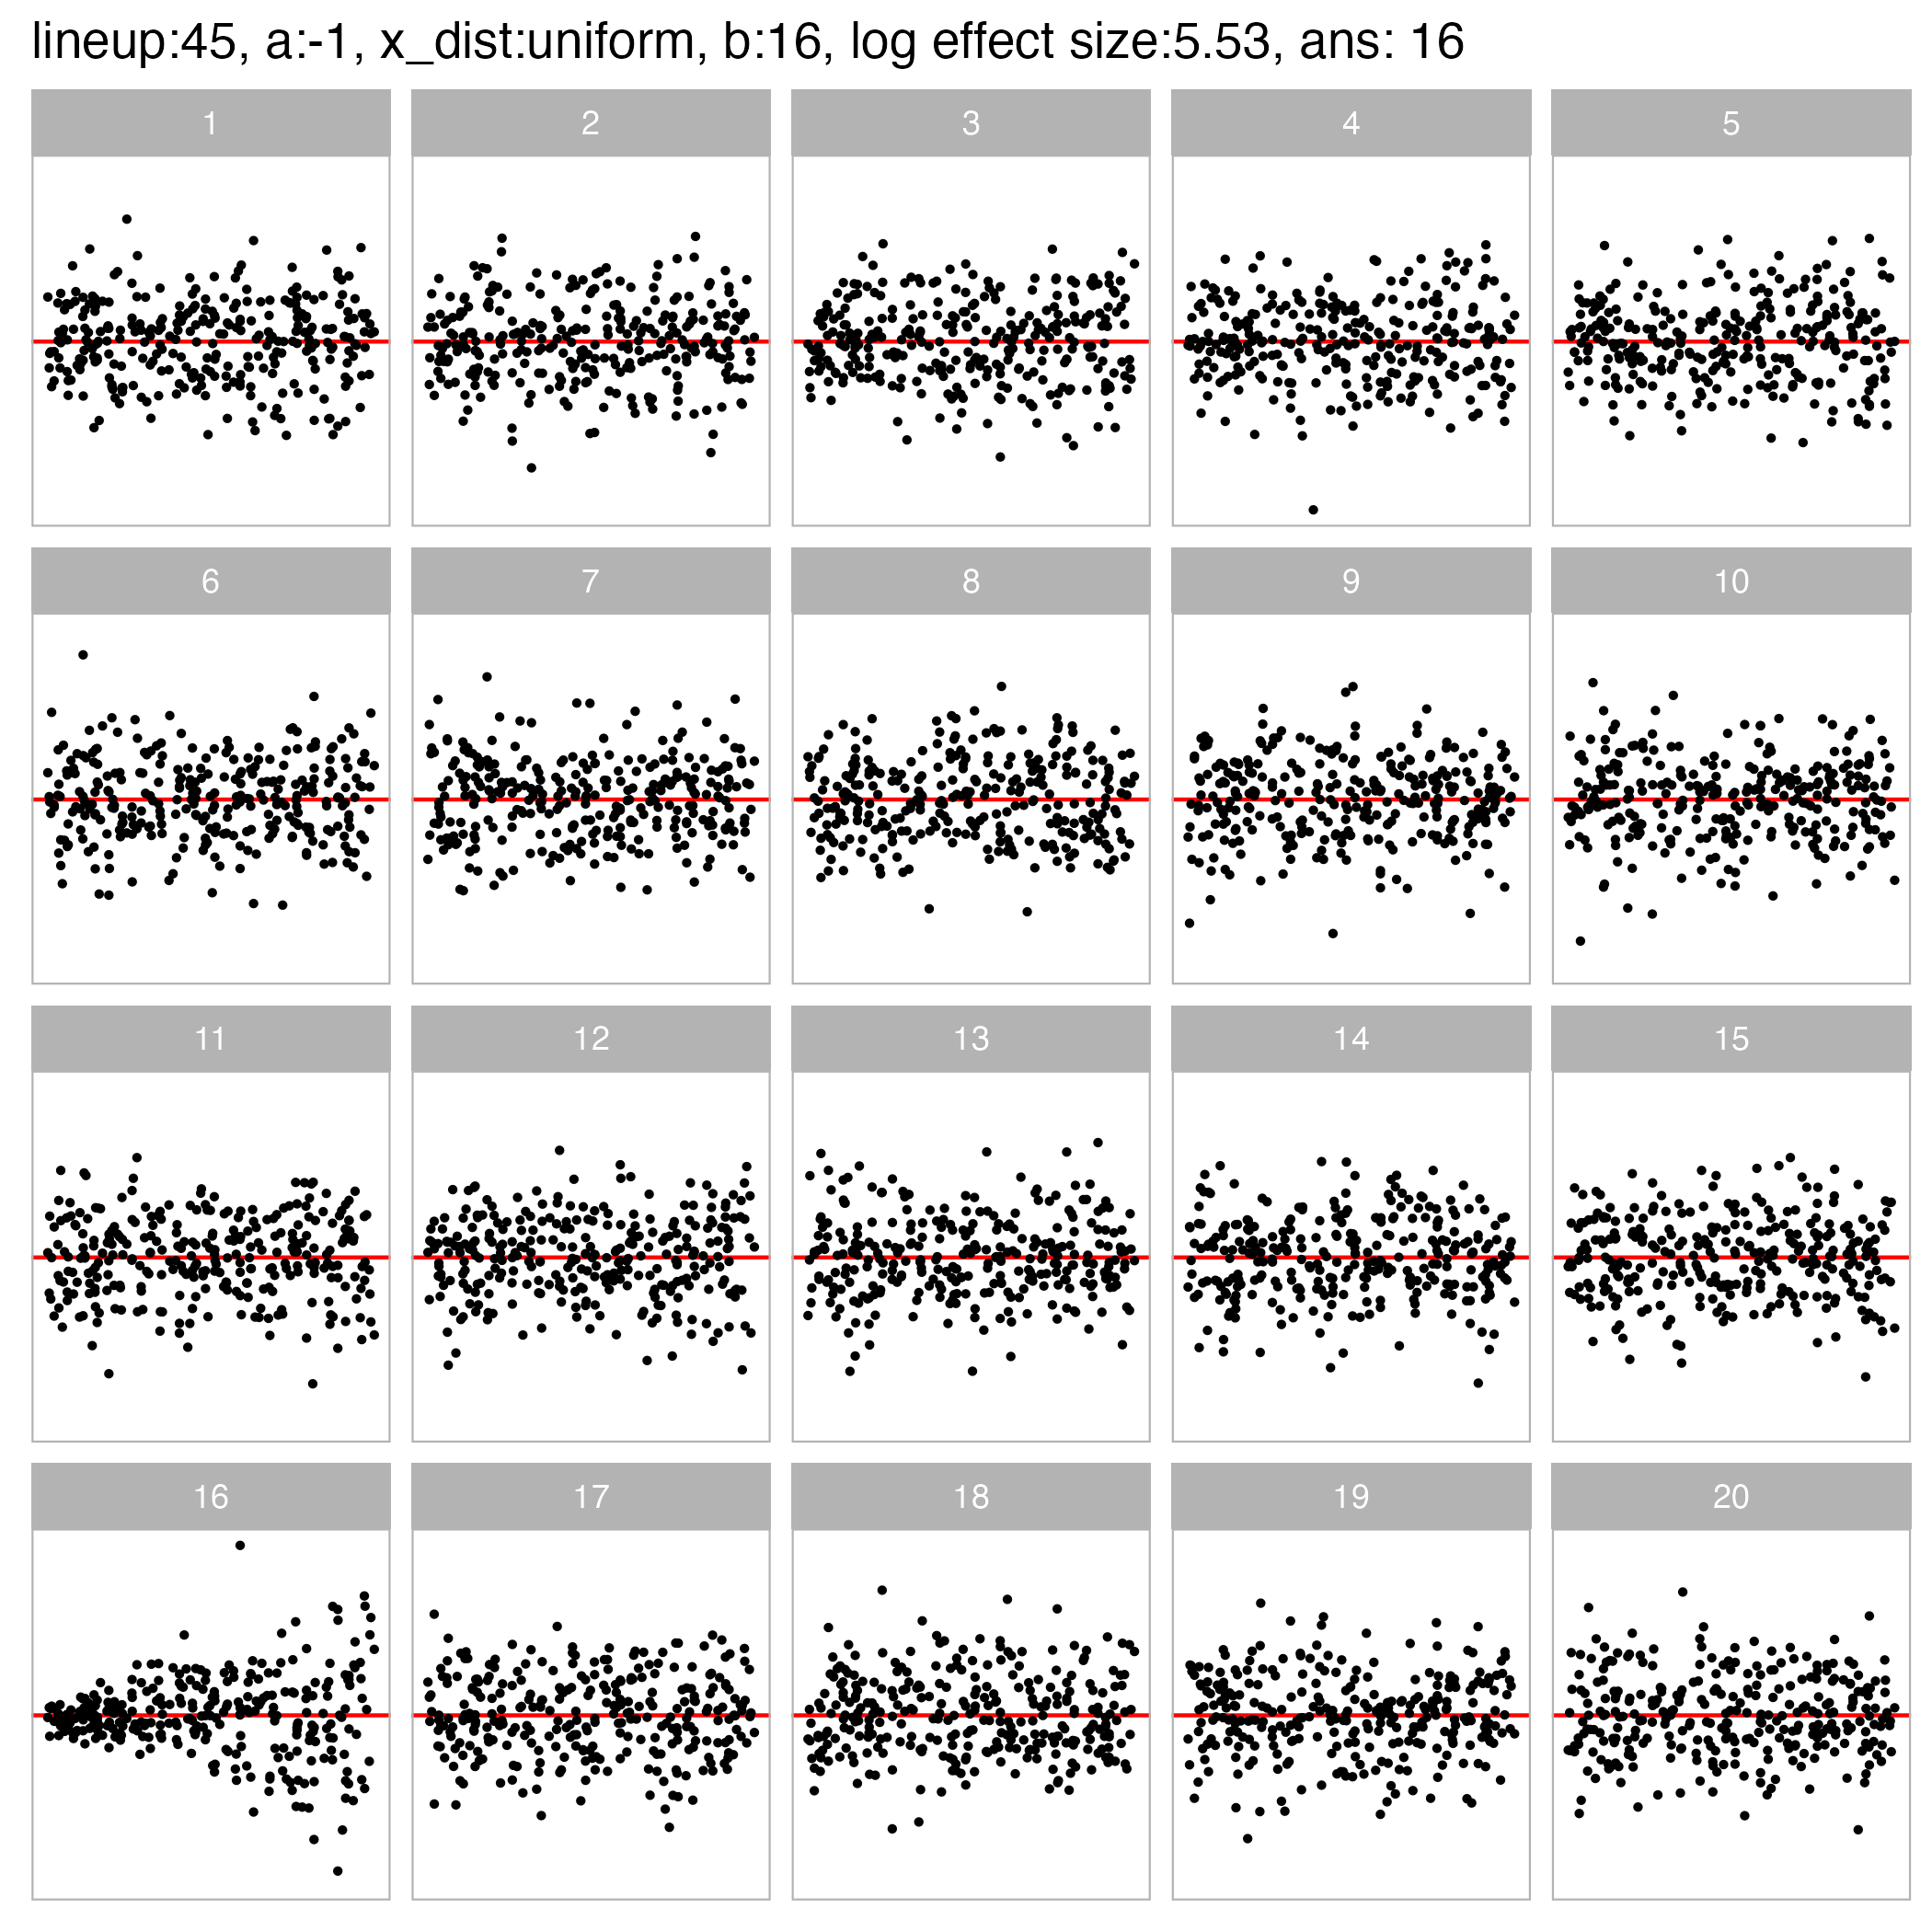 lineup:45, a:-1, x_dist:uniform, b:16, log effect size:5.53, ans: 16
1 2 3 4 5
6 7 8 9 10
11 12 13 14 15
16 17 18 19 20